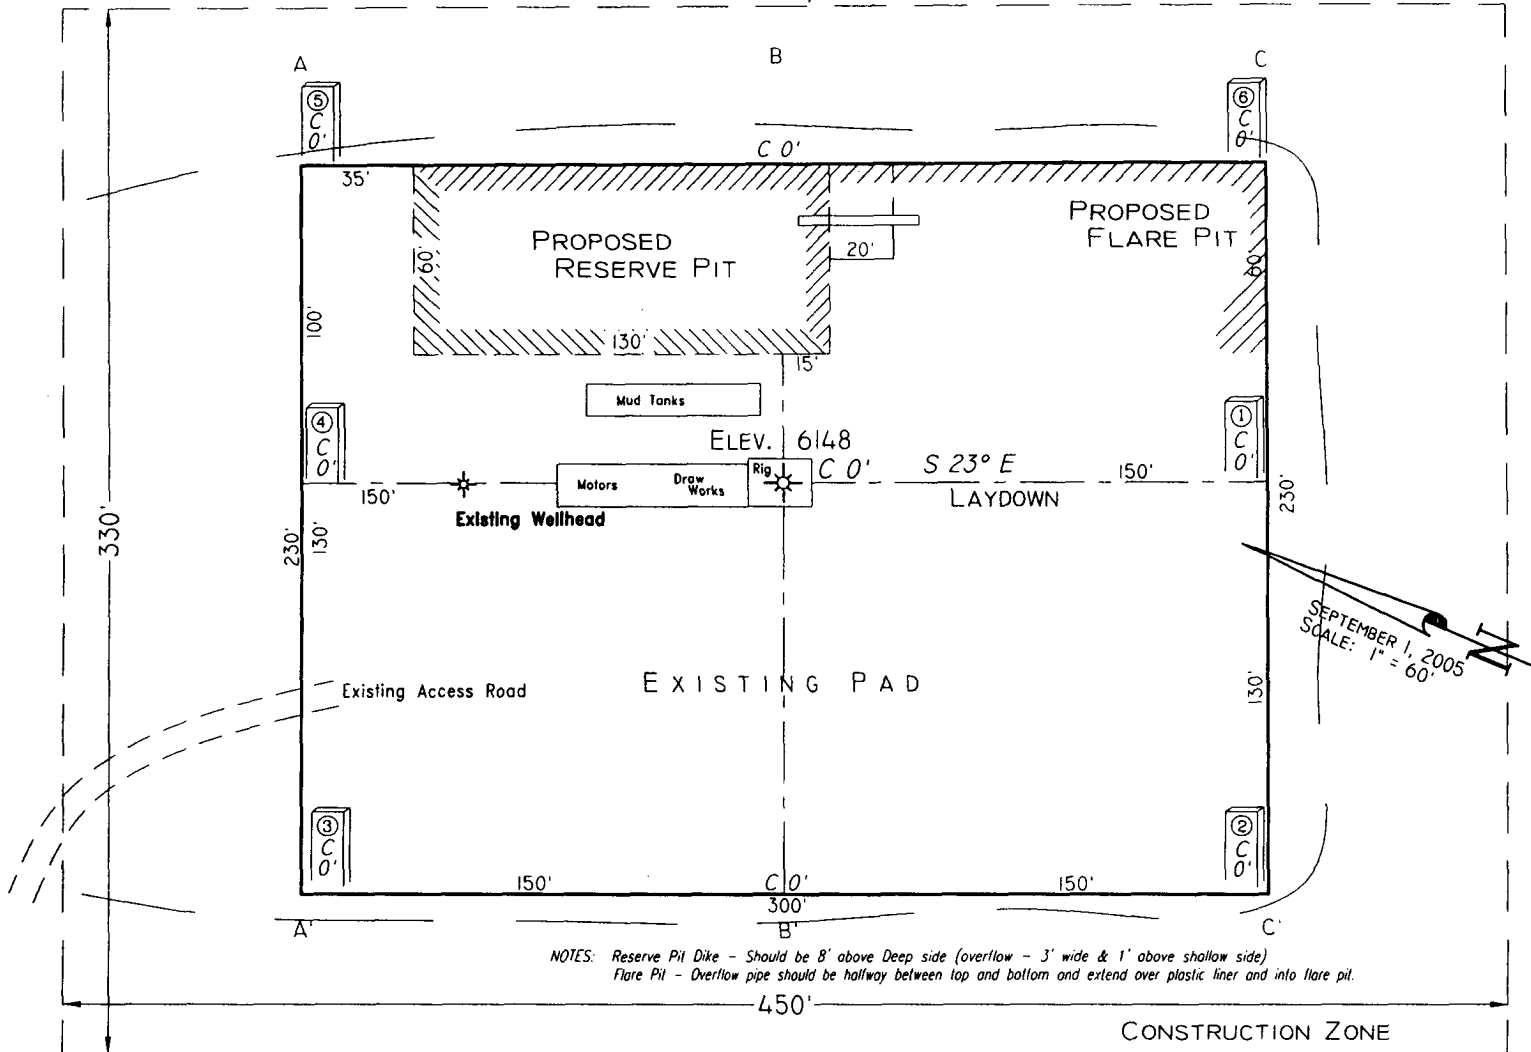 A
B
C
⑤
C
0'
⑥
C
0'
C 0'
35'
PROPOSED
RESERVE PIT
60'
20'
PROPOSED
FLARE PIT
60'
100'
130'
15'
Mud Tanks
④
C
0'
①
C
0'
ELEV. 6148
Rig
C 0'
S 23° E
150'
150'
Motors
Draw
Works
LAYDOWN
Existing Wellhead
330'
230'
130'
230'
SEPTEMBER 1, 2005
SCALE: 1" = 60'
N
Existing Access Road
EXISTING PAD
130'
③
C
0'
②
C
0'
150'
C 0'
150'
300'
A'
B'
C'
NOTES: Reserve Pit Dike - Should be 8' above Deep side (overflow - 3' wide & 1' above shallow side)
Flare Pit - Overflow pipe should be halfway between top and bottom and extend over plastic liner and into flare pit.
450'
CONSTRUCTION ZONE